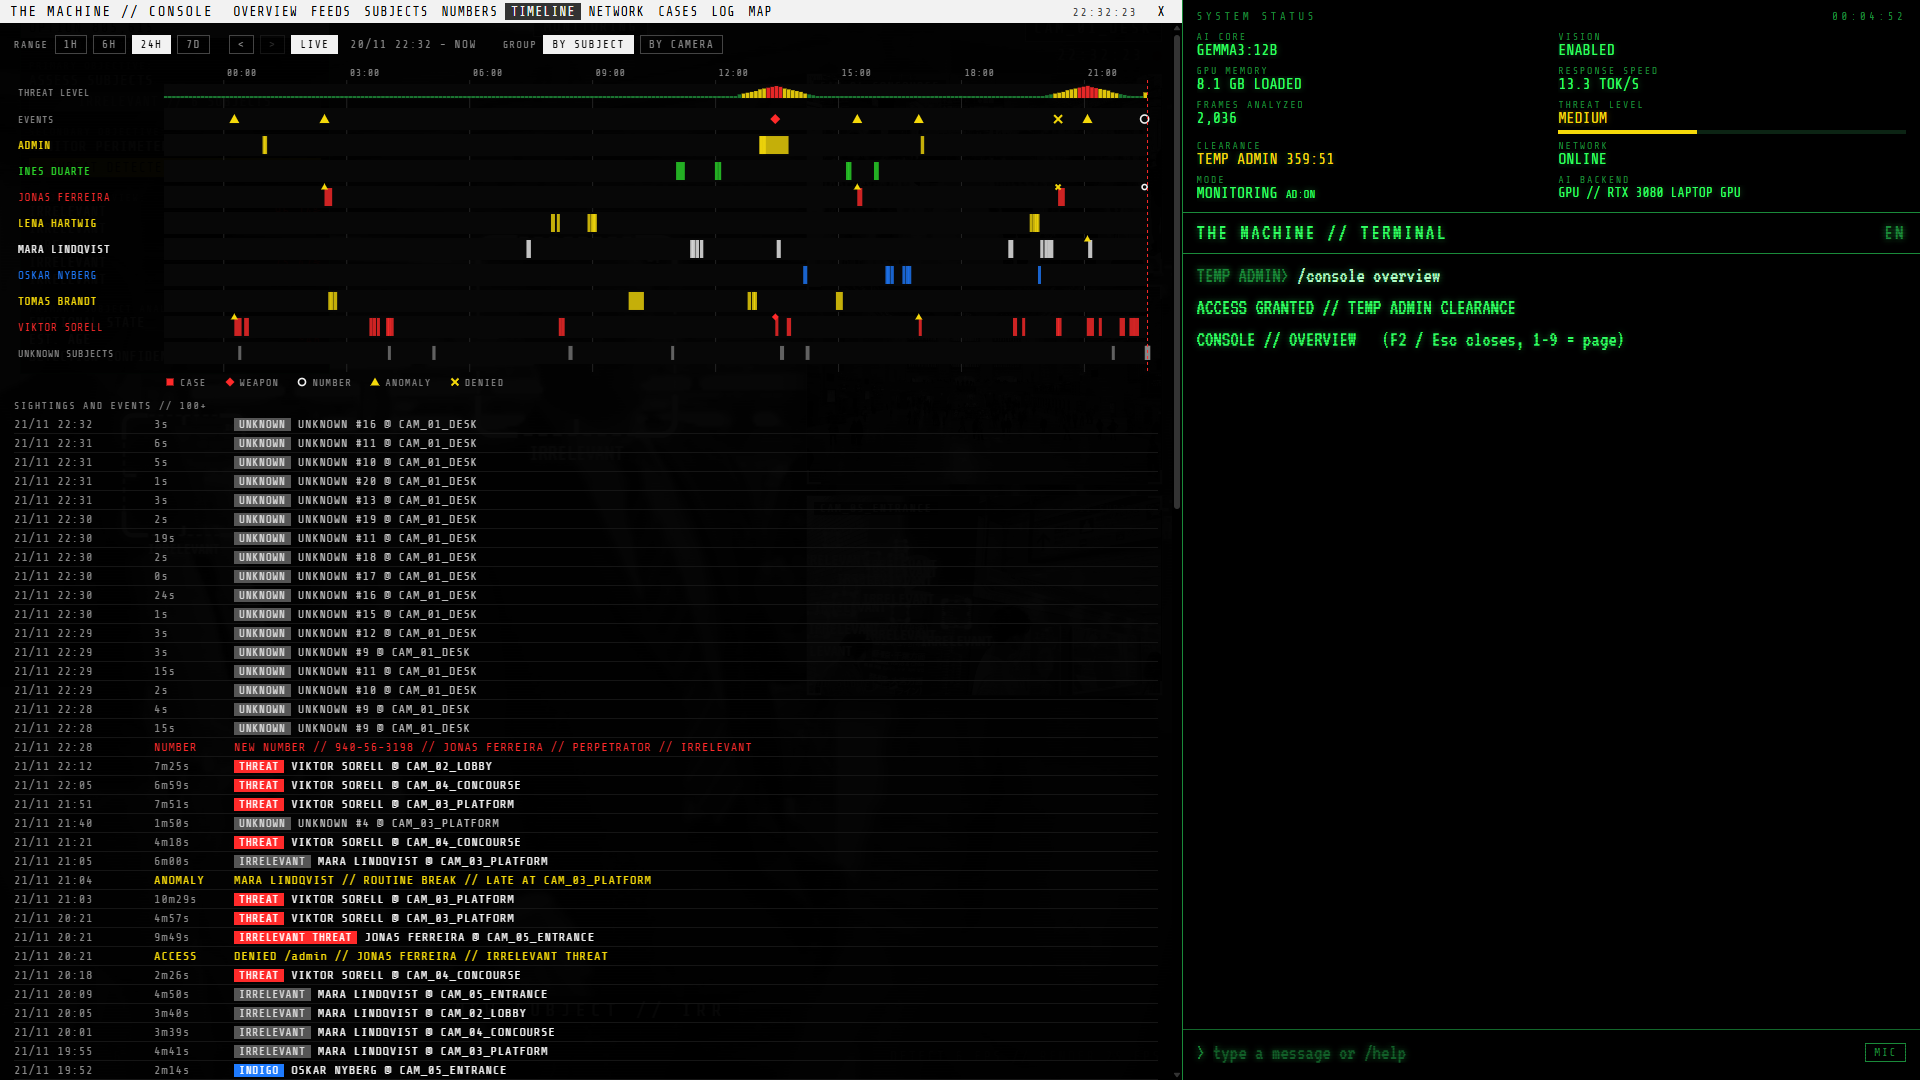 THE MACHINE // CONSOLE OVERVIEW FEEDS SUBJECTS NUMBERS TIMELINE NETWORK CASES LOG MAP 22:32:23 X
RANGE 1H 6H 24H 7D < > LIVE 20/11 22:32 - NOW GROUP BY SUBJECT BY CAMERA
00:00 03:00 06:00 09:00 12:00 15:00 18:00 21:00
THREAT LEVEL
EVENTS
ADMIN
INES DUARTE
JONAS FERREIRA
LENA HARTWIG
MARA LINDQVIST
OSKAR NYBERG
TOMAS BRANDT
VIKTOR SORELL
UNKNOWN SUBJECTS
CASE WEAPON NUMBER ANOMALY DENIED
SIGHTINGS AND EVENTS // 100+
21/11 22:32 3s UNKNOWN UNKNOWN #16 @ CAM_01_DESK
21/11 22:31 6s UNKNOWN UNKNOWN #11 @ CAM_01_DESK
21/11 22:31 5s UNKNOWN UNKNOWN #10 @ CAM_01_DESK
21/11 22:31 1s UNKNOWN UNKNOWN #20 @ CAM_01_DESK
21/11 22:31 3s UNKNOWN UNKNOWN #13 @ CAM_01_DESK
21/11 22:30 2s UNKNOWN UNKNOWN #19 @ CAM_01_DESK
21/11 22:30 19s UNKNOWN UNKNOWN #11 @ CAM_01_DESK
21/11 22:30 2s UNKNOWN UNKNOWN #18 @ CAM_01_DESK
21/11 22:30 0s UNKNOWN UNKNOWN #17 @ CAM_01_DESK
21/11 22:30 24s UNKNOWN UNKNOWN #16 @ CAM_01_DESK
21/11 22:30 1s UNKNOWN UNKNOWN #15 @ CAM_01_DESK
21/11 22:29 3s UNKNOWN UNKNOWN #12 @ CAM_01_DESK
21/11 22:29 3s UNKNOWN UNKNOWN #9 @ CAM_01_DESK
21/11 22:29 15s UNKNOWN UNKNOWN #11 @ CAM_01_DESK
21/11 22:29 2s UNKNOWN UNKNOWN #10 @ CAM_01_DESK
21/11 22:28 4s UNKNOWN UNKNOWN #9 @ CAM_01_DESK
21/11 22:28 15s UNKNOWN UNKNOWN #9 @ CAM_01_DESK
21/11 22:28 NUMBER NEW NUMBER // 940-56-3198 // JONAS FERREIRA // PERPETRATOR // IRRELEVANT
21/11 22:12 7m25s THREAT VIKTOR SORELL @ CAM_02_LOBBY
21/11 22:05 6m59s THREAT VIKTOR SORELL @ CAM_04_CONCOURSE
21/11 21:51 7m51s THREAT VIKTOR SORELL @ CAM_03_PLATFORM
21/11 21:40 1m50s UNKNOWN UNKNOWN #4 @ CAM_03_PLATFORM
21/11 21:21 4m18s THREAT VIKTOR SORELL @ CAM_04_CONCOURSE
21/11 21:05 6m00s IRRELEVANT MARA LINDQVIST @ CAM_03_PLATFORM
21/11 21:04 ANOMALY MARA LINDQVIST // ROUTINE BREAK // LATE AT CAM_03_PLATFORM
21/11 21:03 10m29s THREAT VIKTOR SORELL @ CAM_03_PLATFORM
21/11 20:21 4m57s THREAT VIKTOR SORELL @ CAM_03_PLATFORM
21/11 20:21 9m49s IRRELEVANT THREAT JONAS FERREIRA @ CAM_05_ENTRANCE
21/11 20:21 ACCESS DENIED /admin // JONAS FERREIRA // IRRELEVANT THREAT
21/11 20:18 2m26s THREAT VIKTOR SORELL @ CAM_04_CONCOURSE
21/11 20:09 4m50s IRRELEVANT MARA LINDQVIST @ CAM_05_ENTRANCE
21/11 20:05 3m40s IRRELEVANT MARA LINDQVIST @ CAM_02_LOBBY
21/11 20:01 3m39s IRRELEVANT MARA LINDQVIST @ CAM_04_CONCOURSE
21/11 19:55 4m41s IRRELEVANT MARA LINDQVIST @ CAM_03_PLATFORM
21/11 19:52 2m14s INDIGO OSKAR NYBERG @ CAM_05_ENTRANCE
SYSTEM STATUS 00:04:52
AI CORE VISION
GEMMA3:12B ENABLED
GPU MEMORY RESPONSE SPEED
8.1 GB LOADED 13.3 TOK/S
FRAMES ANALYZED THREAT LEVEL
2,036 MEDIUM
CLEARANCE NETWORK
TEMP ADMIN 359:51 ONLINE
MODE AI BACKEND
MONITORING AD:ON GPU // RTX 3080 LAPTOP GPU
THE MACHINE // TERMINAL EN
TEMP ADMIN> /console overview
ACCESS GRANTED // TEMP ADMIN CLEARANCE
CONSOLE // OVERVIEW (F2 / Esc closes, 1-9 = page)
> type a message or /help MIC